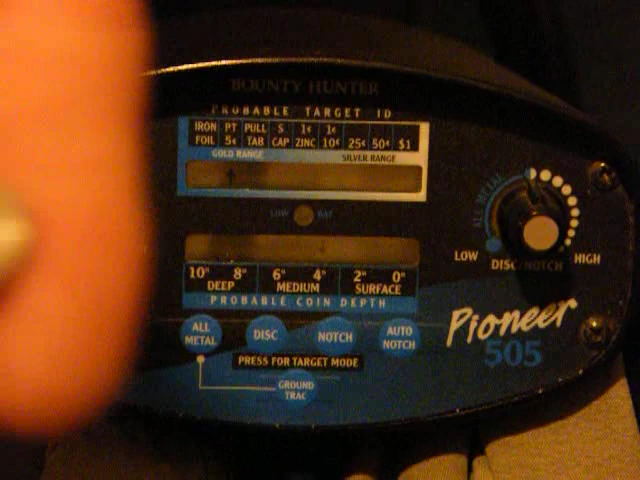 BOUNTY HUNTER
PROBABLE TARGET ID
IRON PT PULL S 1¢ 1¢
FOIL 5¢ TAB CAP ZINC 10¢ 25¢ 50¢ $1
GOLD RANGE SILVER RANGE
LOW BAT
ALL METAL
LOW DISC/NOTCH HIGH
10" 8" 6" 4" 2" 0"
DEEP MEDIUM SURFACE
PROBABLE COIN DEPTH
Pioneer
505
ALL METAL DISC NOTCH AUTO NOTCH
PRESS FOR TARGET MODE
GROUND
TRAC